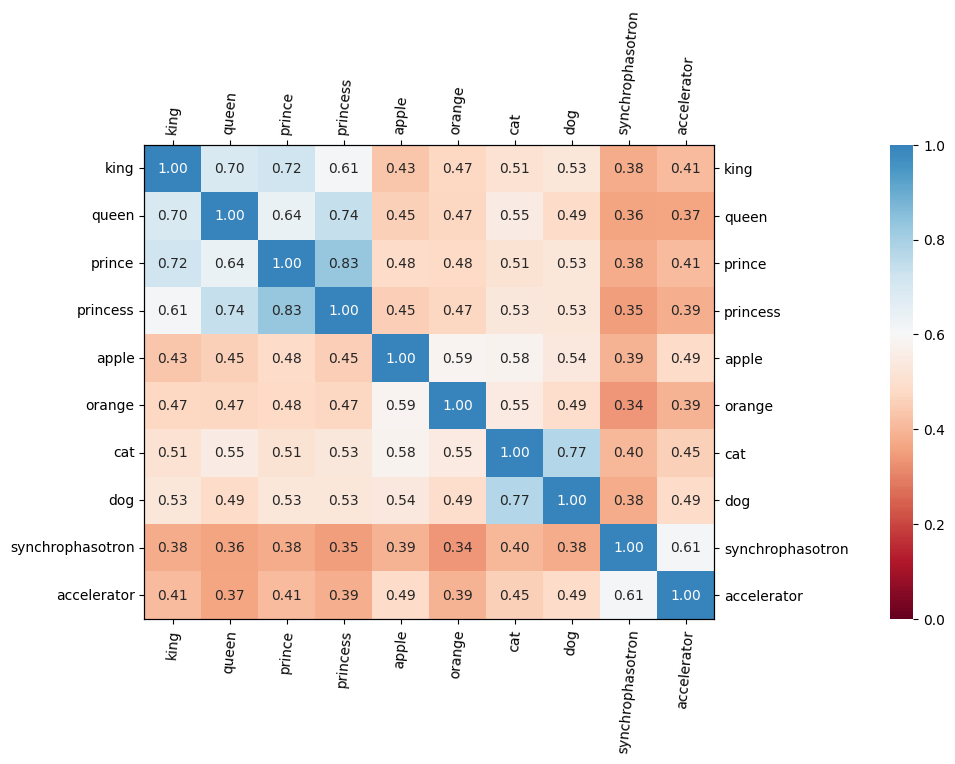 king queen prince princess apple orange cat dog synchrophasotron accelerator
king 1.00 0.70 0.72 0.61 0.43 0.47 0.51 0.53 0.38 0.41 king
queen 0.70 1.00 0.64 0.74 0.45 0.47 0.55 0.49 0.36 0.37 queen
prince 0.72 0.64 1.00 0.83 0.48 0.48 0.51 0.53 0.38 0.41 prince
princess 0.61 0.74 0.83 1.00 0.45 0.47 0.53 0.53 0.35 0.39 princess
apple 0.43 0.45 0.48 0.45 1.00 0.59 0.58 0.54 0.39 0.49 apple
orange 0.47 0.47 0.48 0.47 0.59 1.00 0.55 0.49 0.34 0.39 orange
cat 0.51 0.55 0.51 0.53 0.58 0.55 1.00 0.77 0.40 0.45 cat
dog 0.53 0.49 0.53 0.53 0.54 0.49 0.77 1.00 0.38 0.49 dog
synchrophasotron 0.38 0.36 0.38 0.35 0.39 0.34 0.40 0.38 1.00 0.61 synchrophasotron
accelerator 0.41 0.37 0.41 0.39 0.49 0.39 0.45 0.49 0.61 1.00 accelerator
king queen prince princess apple orange cat dog synchrophasotron accelerator
1.0
0.8
0.6
0.4
0.2
0.0